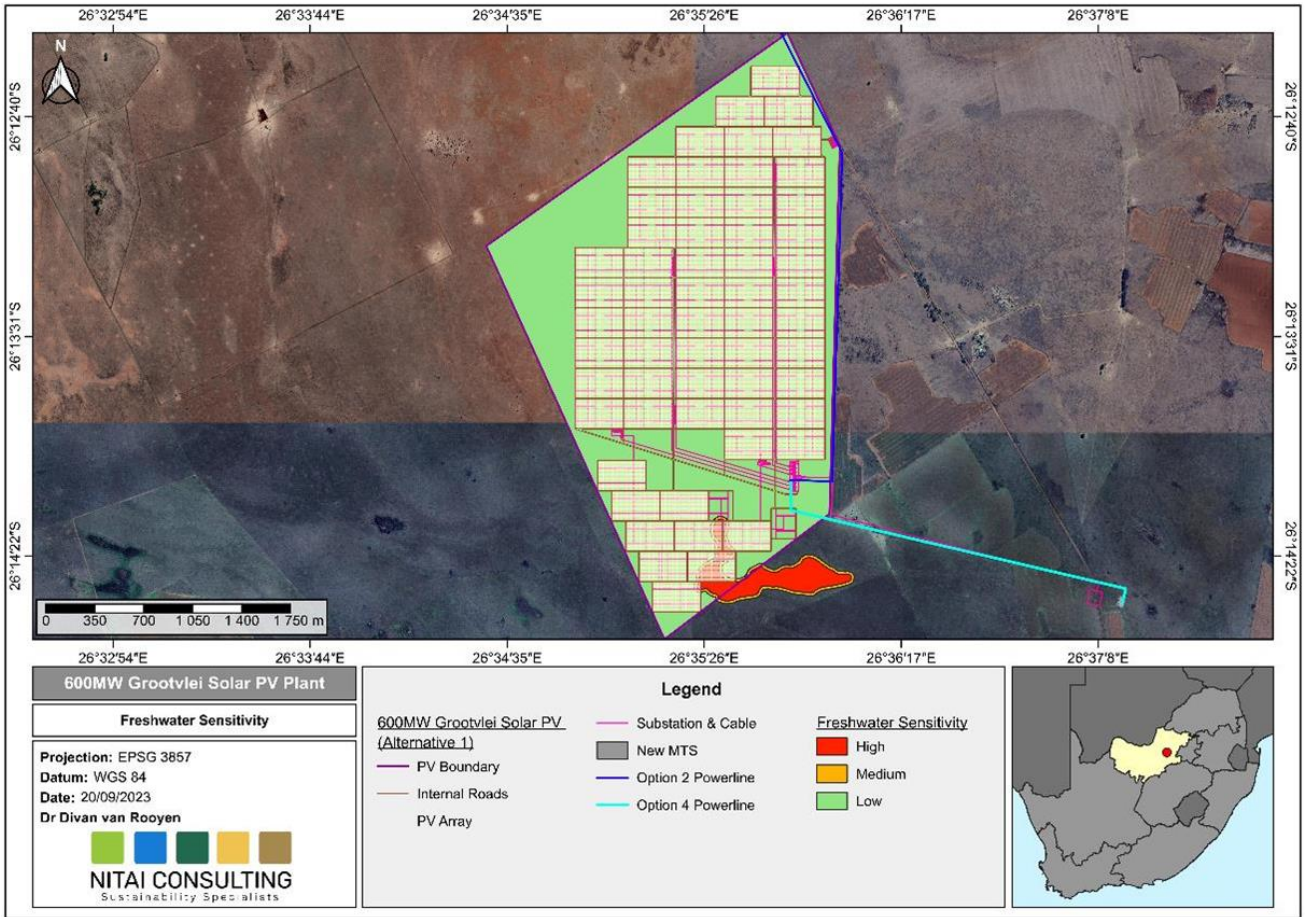 26°32'54"E 26°33'44"E 26°34'35"E 26°35'26"E 26°36'17"E 26°37'8"E
N
26°12'40"S 26°12'40"S
26°13'31"S 26°13'31"S
26°14'22"S 26°14'22"S
0 350 700 1 050 1 400 1 750 m
26°32'54"E 26°33'44"E 26°34'35"E 26°35'26"E 26°36'17"E 26°37'8"E
600MW Grootvlei Solar PV Plant
Freshwater Sensitivity
Projection: EPSG 3857
Datum: WGS 84
Date: 20/09/2023
Dr Divan van Rooyen
NITAI CONSULTING
Sustainability Specialists
Legend
600MW Grootvlei Solar PV
(Alternative 1)
PV Boundary
Internal Roads
PV Array
Substation & Cable
New MTS
Option 2 Powerline
Option 4 Powerline
Freshwater Sensitivity
High
Medium
Low